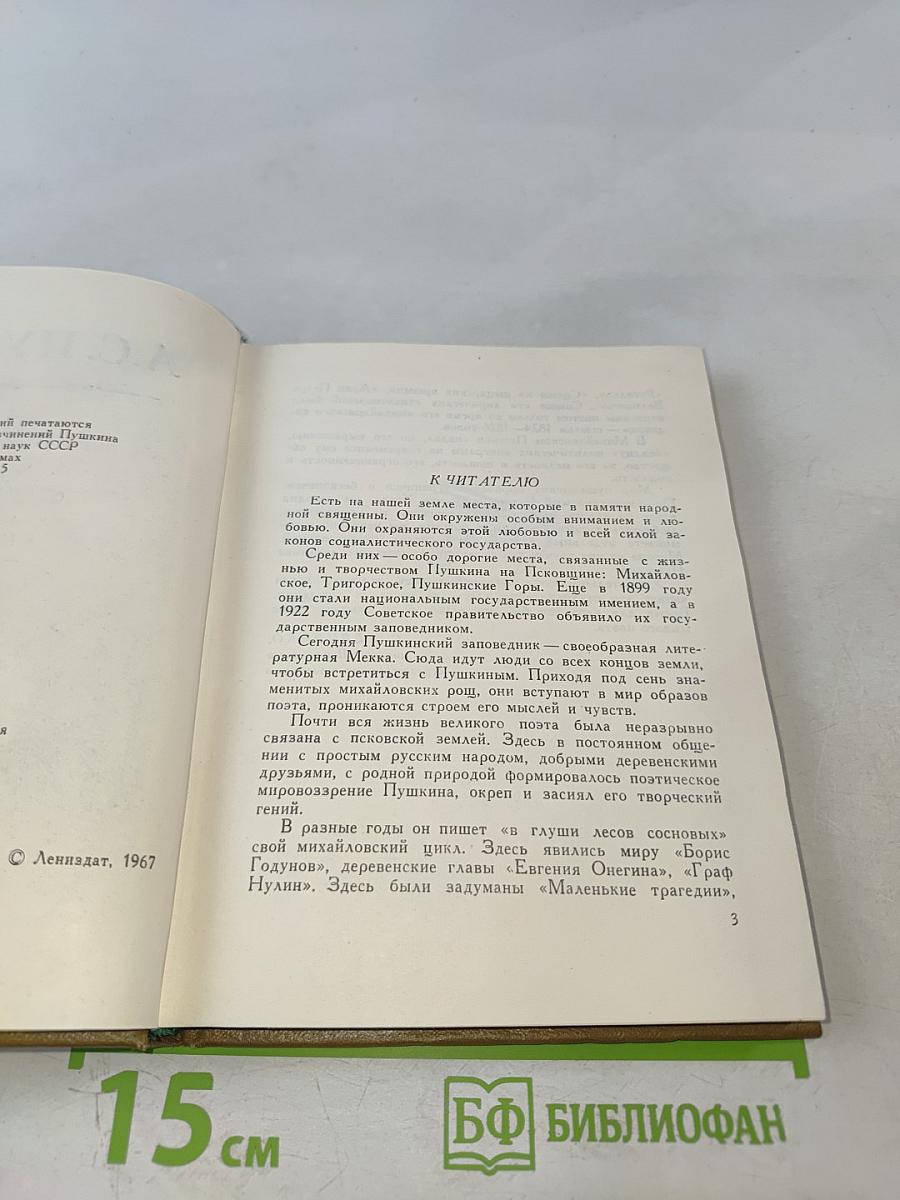 ий печатаются
чинений Пушкина
наук СССР
мах
5
я
© Лениздат, 1967
К ЧИТАТЕЛЮ
Есть на нашей земле места, которые в памяти народ-
ной священны. Они окружены особым вниманием и лю-
бовью. Они охраняются этой любовью и всей силой за-
конов социалистического государства.
Среди них — особо дорогие места, связанные с жиз-
нью и творчеством Пушкина на Псковщине: Михайлов-
ское, Тригорское, Пушкинские Горы. Еще в 1899 году
они стали национальным государственным имением, а в
1922 году Советское правительство объявило их госу-
дарственным заповедником.
Сегодня Пушкинский заповедник — своеобразная лите-
ратурная Мекка. Сюда идут люди со всех концов земли,
чтобы встретиться с Пушкиным. Приходя под сень зна-
менитых михайловских рощ, они вступают в мир образов
поэта, проникаются строем его мыслей и чувств.
Почти вся жизнь великого поэта была неразрывно
связана с псковской землей. Здесь в постоянном обще-
нии с простым русским народом, добрыми деревенскими
друзьями, с родной природой формировалось поэтическое
мировоззрение Пушкина, окреп и засиял его творческий
гений.
В разные годы он пишет «в глуши лесов сосновых»
свой михайловский цикл. Здесь явились миру «Борис
Годунов», деревенские главы «Евгения Онегина», «Граф
Нулин». Здесь были задуманы «Маленькие трагедии»,
3
15 см
БФ БИБЛИОФАН